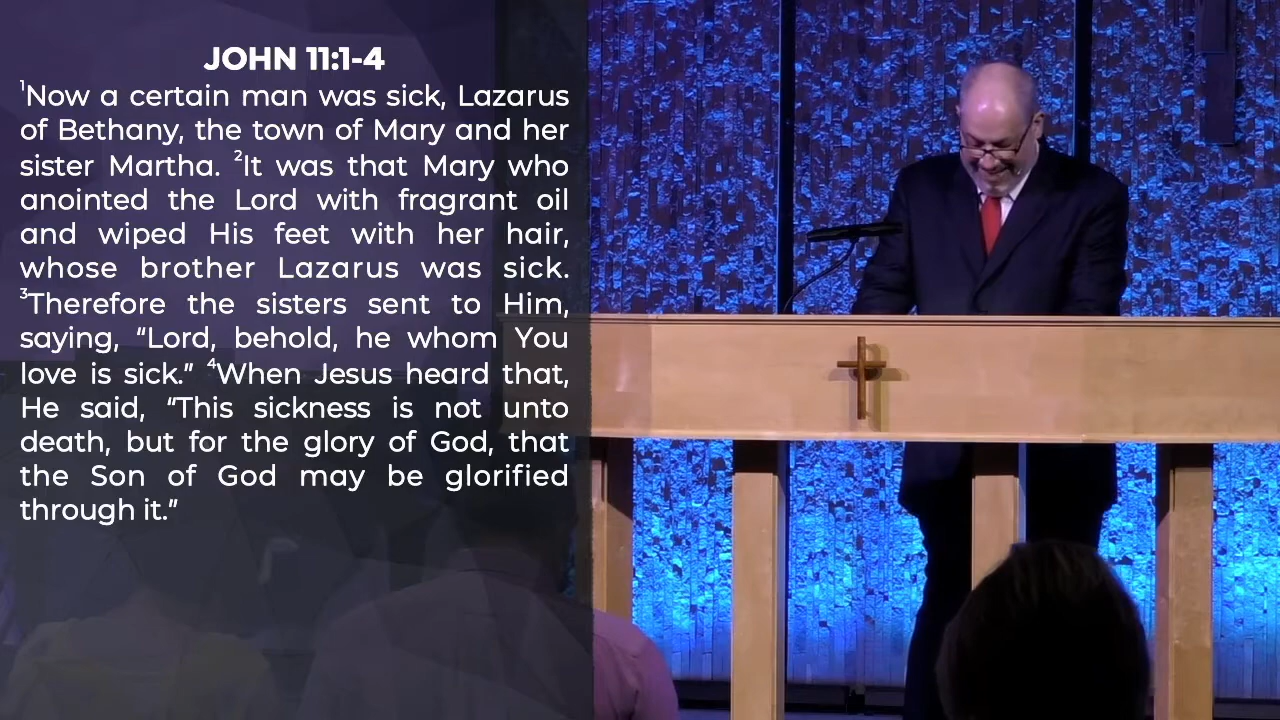 JOHN 11:1-4
¹Now a certain man was sick, Lazarus
of Bethany, the town of Mary and her
sister Martha. ²It was that Mary who
anointed the Lord with fragrant oil
and wiped His feet with her hair,
whose brother Lazarus was sick.
³Therefore the sisters sent to Him,
saying, “Lord, behold, he whom You
love is sick.” ⁴When Jesus heard that,
He said, “This sickness is not unto
death, but for the glory of God, that
the Son of God may be glorified
through it.”